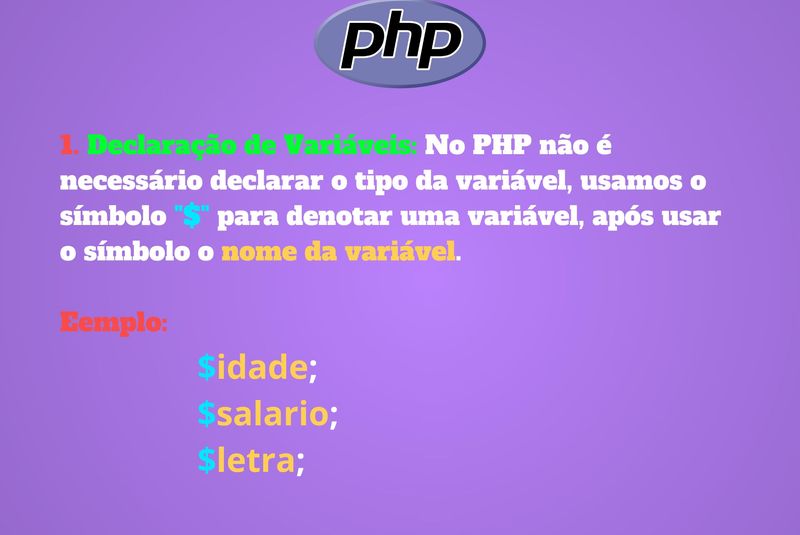 php
1. Declaração de Variáveis: No PHP não é
necessário declarar o tipo da variável, usamos o
símbolo "$" para denotar uma variável, após usar
o símbolo o nome da variável.
Eemplo:
$idade;
$salario;
$letra;